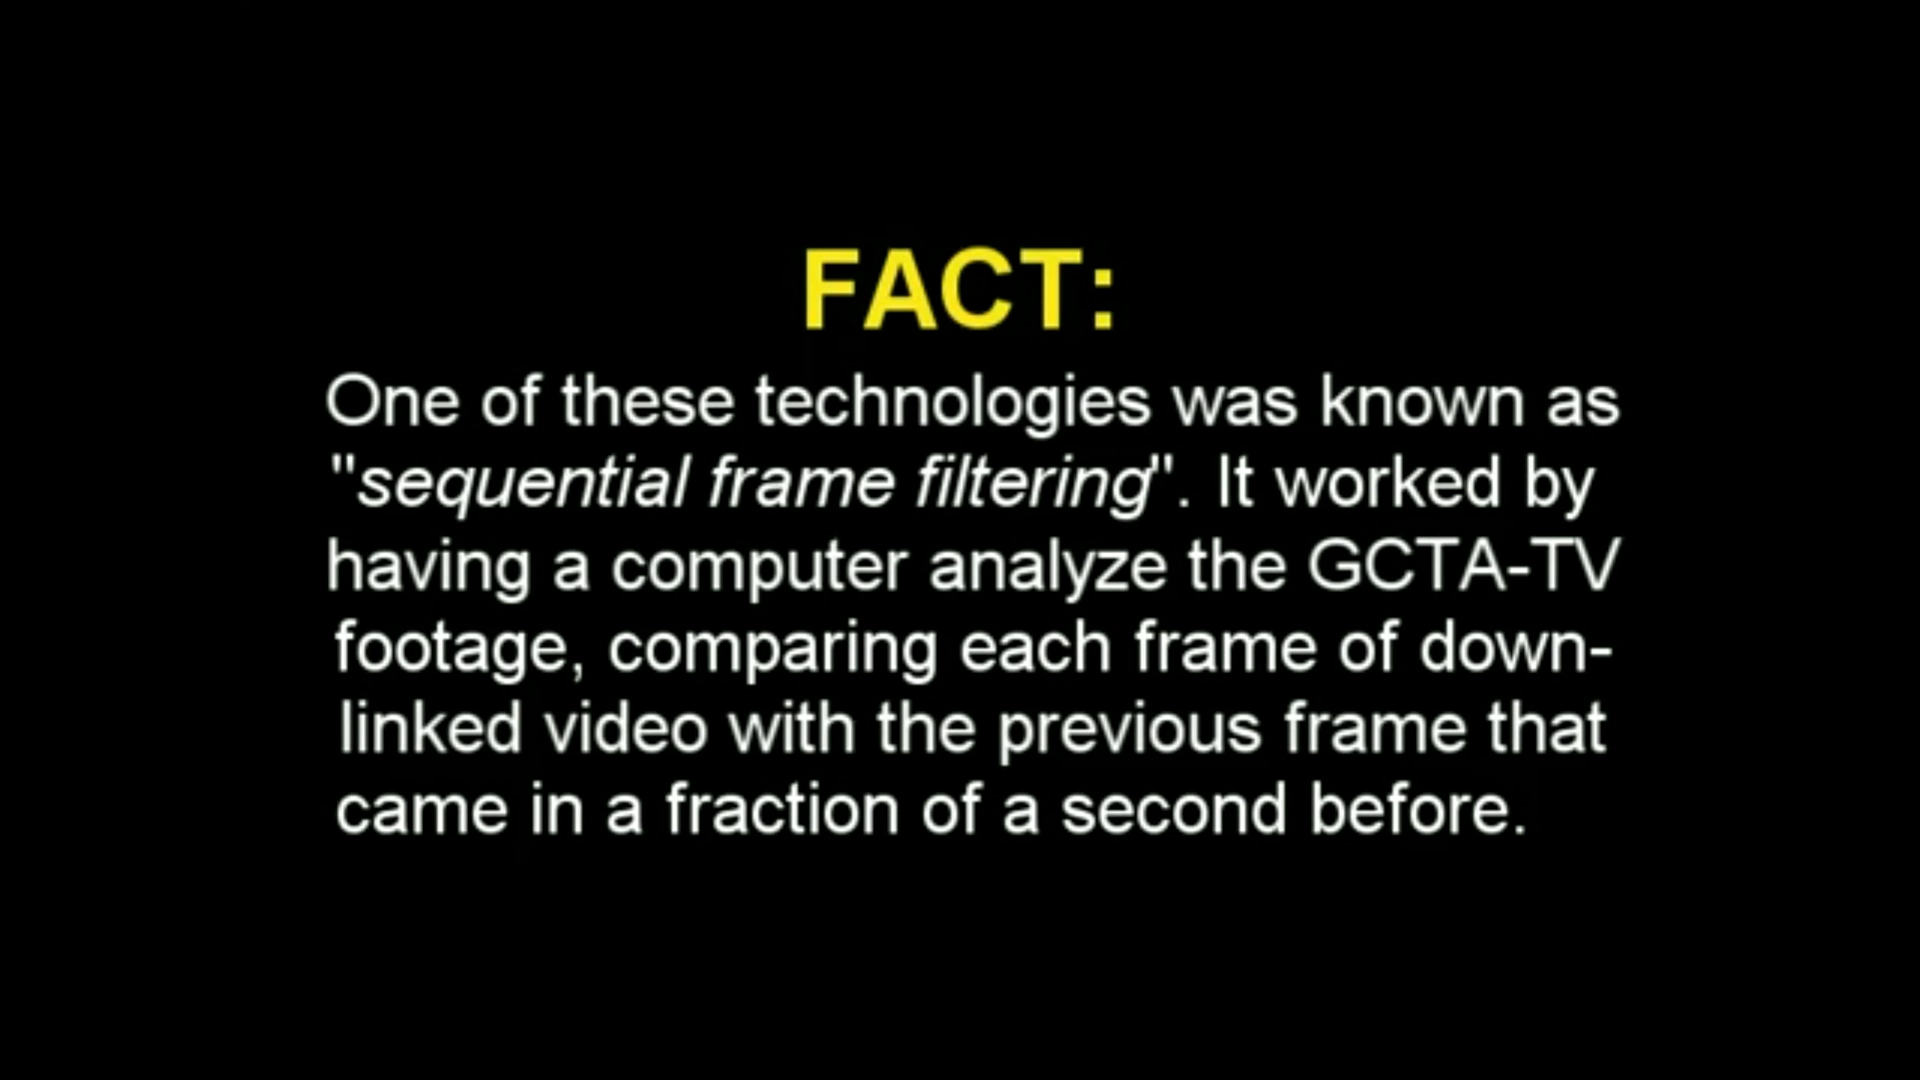 FACT:
One of these technologies was known as
"sequential frame filtering". It worked by
having a computer analyze the GCTA-TV
footage, comparing each frame of down-
linked video with the previous frame that
came in a fraction of a second before.